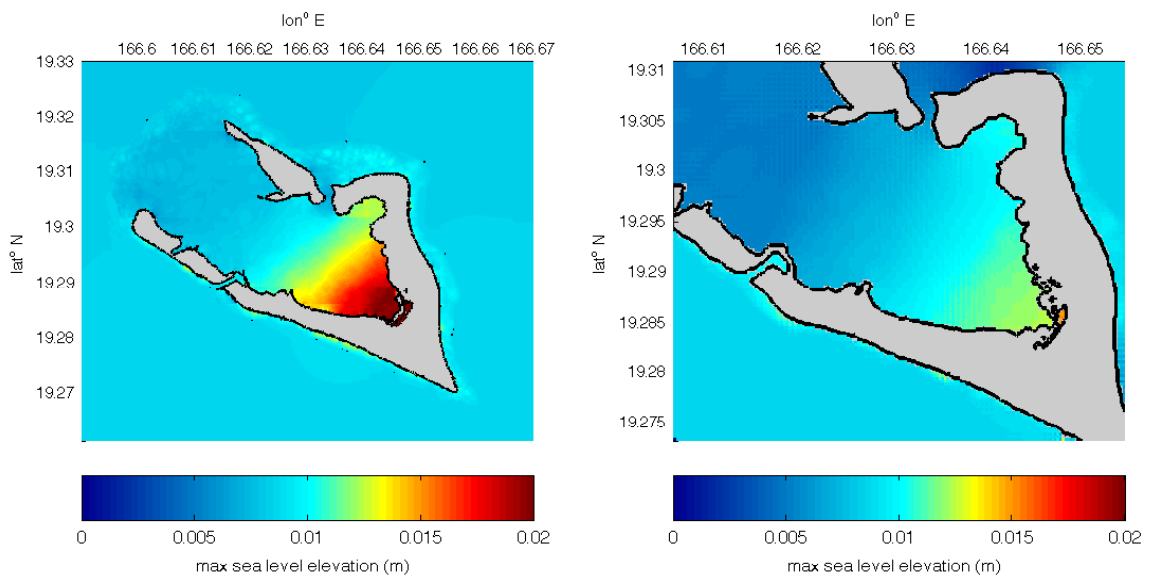 lon° E
166.6 166.61 166.62 166.63 166.64 166.65 166.66 166.67
19.33
19.32
19.31
19.3
19.29
19.28
19.27
lat° N
0 0.005 0.01 0.015 0.02
max sea level elevation (m)
lon° E
166.61 166.62 166.63 166.64 166.65
19.31
19.305
19.3
19.295
19.29
19.285
19.28
19.275
lat° N
0 0.005 0.01 0.015 0.02
max sea level elevation (m)